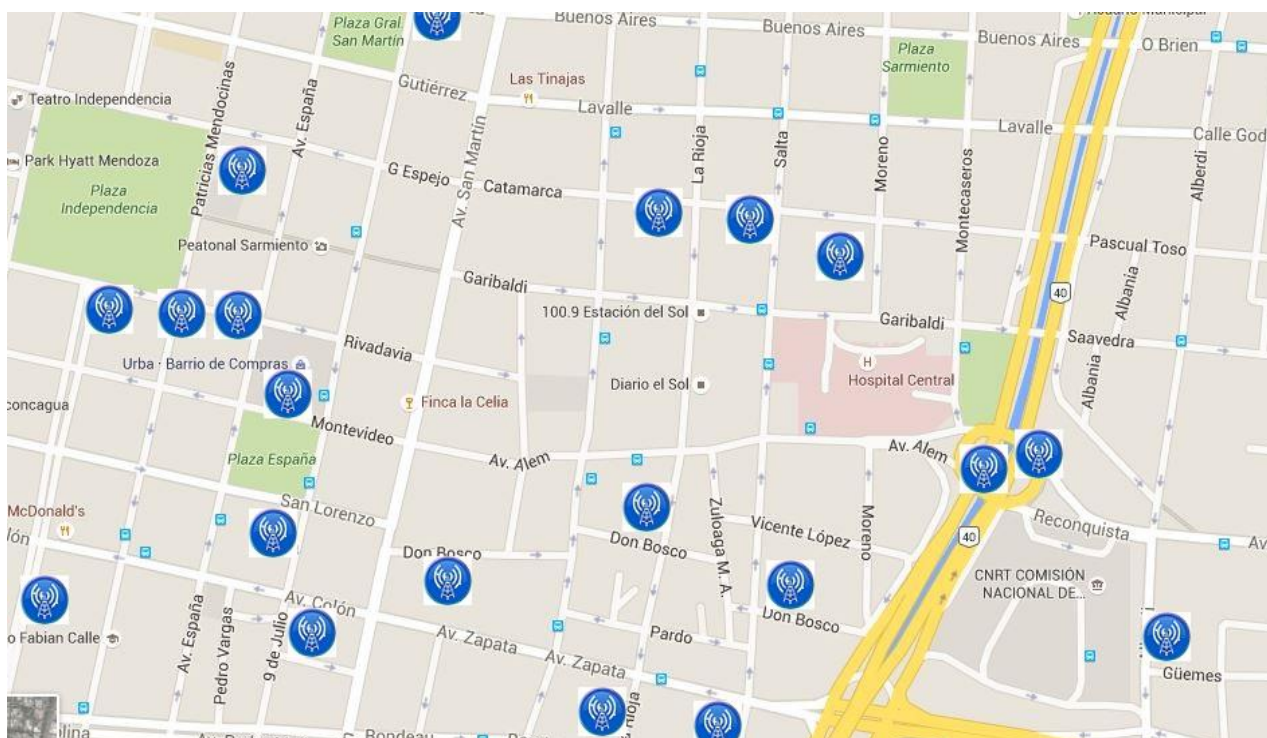 Plaza Gral.
San Martín
Buenos Aires
Buenos Aires
Buenos Aires
O Brien
Plaza
Sarmiento
Gutiérrez
Las Tinajas
Lavalle
Lavalle
Calle God
Teatro Independencia
Patricias Mendocinas
Av. España
Av. San Martín
La Rioja
Salta
Moreno
Montecaseros
Alberdi
Park Hyatt Mendoza
Plaza
Independencia
G Espejo
Catamarca
Peatonal Sarmiento
Pascual Toso
Garibaldi
100.9 Estación del Sol
Garibaldi
40
Albania
Saavedra
Rivadavia
Urba · Barrio de Compras
Hospital Central
H
Diario el Sol
Albania
Finca la Celia
concagua
Montevideo
Av. Alem
Av. Alem
Plaza España
San Lorenzo
McDonald's
lón
Don Bosco
Don Bosco
Zuloaga M. A.
Vicente López
Moreno
Reconquista
Av
40
CNRT COMISIÓN
NACIONAL DE...
Av. Colón
Don Bosco
o Fabian Calle
Av. España
Pedro Vargas
9 de Julio
Av. Zapata
Pardo
Av. Zapata
Güemes
Rioja
olina
Rondeau